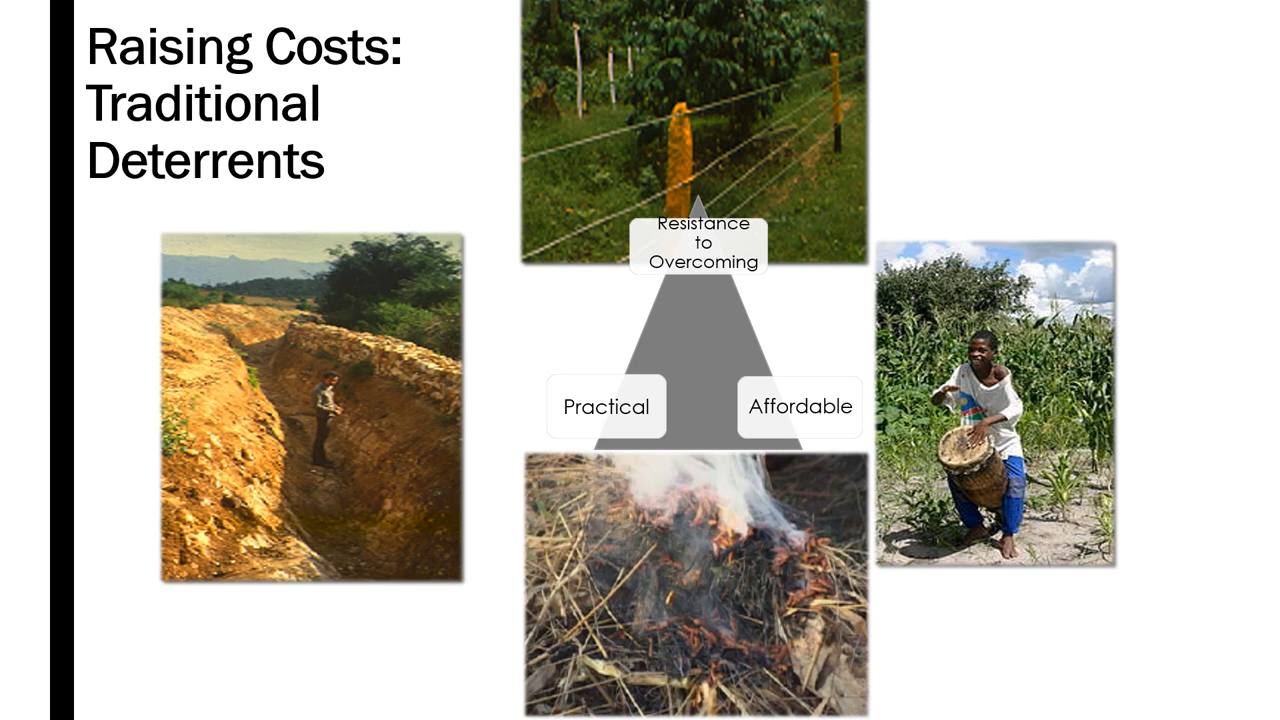 Raising Costs:
Traditional
Deterrents
Resistance
to
Overcoming
Practical
Affordable